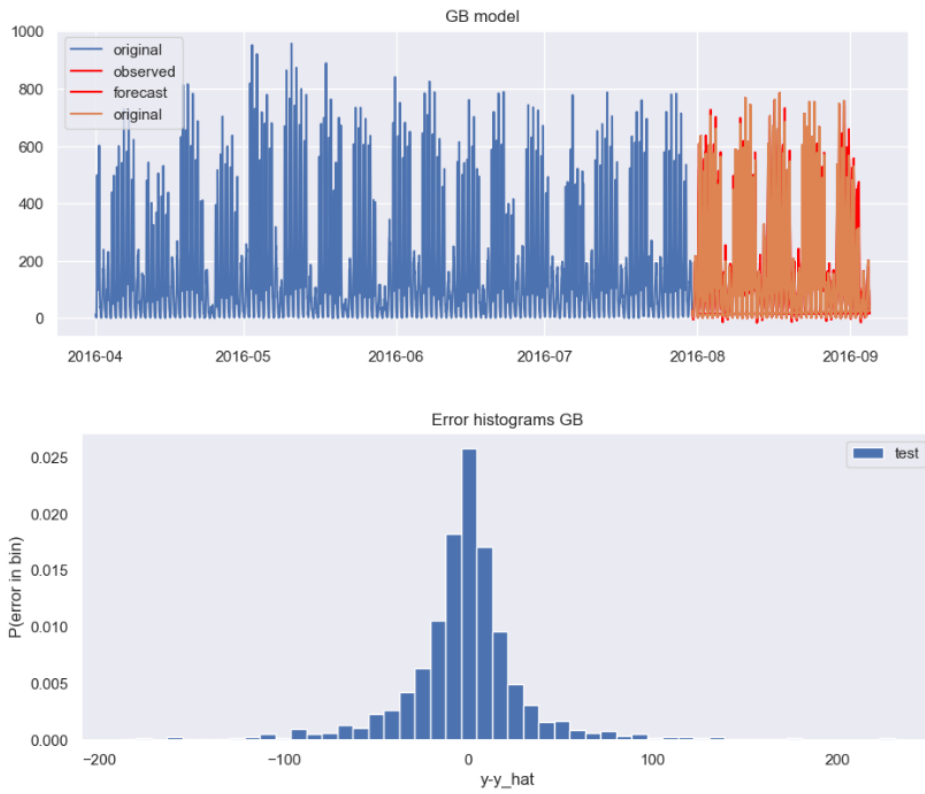 GB model
1000
800
600
400
200
0
original
observed
forecast
original
2016-04 2016-05 2016-06 2016-07 2016-08 2016-09
Error histograms GB
P(error in bin)
0.025
0.020
0.015
0.010
0.005
0.000
test
−200 −100 0 100 200
y-y_hat